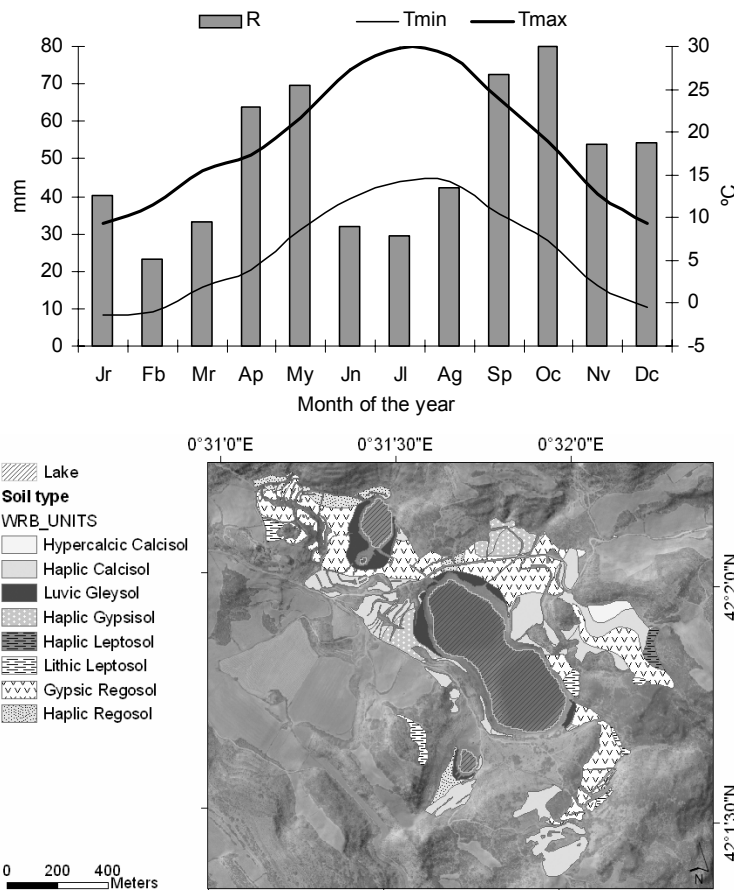 R Tmin Tmax
80
70
60
50
40
30
20
10
0
mm
30
25
20
15
10
5
0
-5
ºC
Jr Fb Mr Ap My Jn Jl Ag Sp Oc Nv Dc
Month of the year
0°31'0"E 0°31'30"E 0°32'0"E
Lake
Soil type
WRB_UNITS
Hypercalcic Calcisol
Haplic Calcisol
Luvic Gleysol
Haplic Gypsisol
Haplic Leptosol
Lithic Leptosol
Gypsic Regosol
Haplic Regosol
42°2'0"N
42°1'30"N
0 200 400
Meters
N